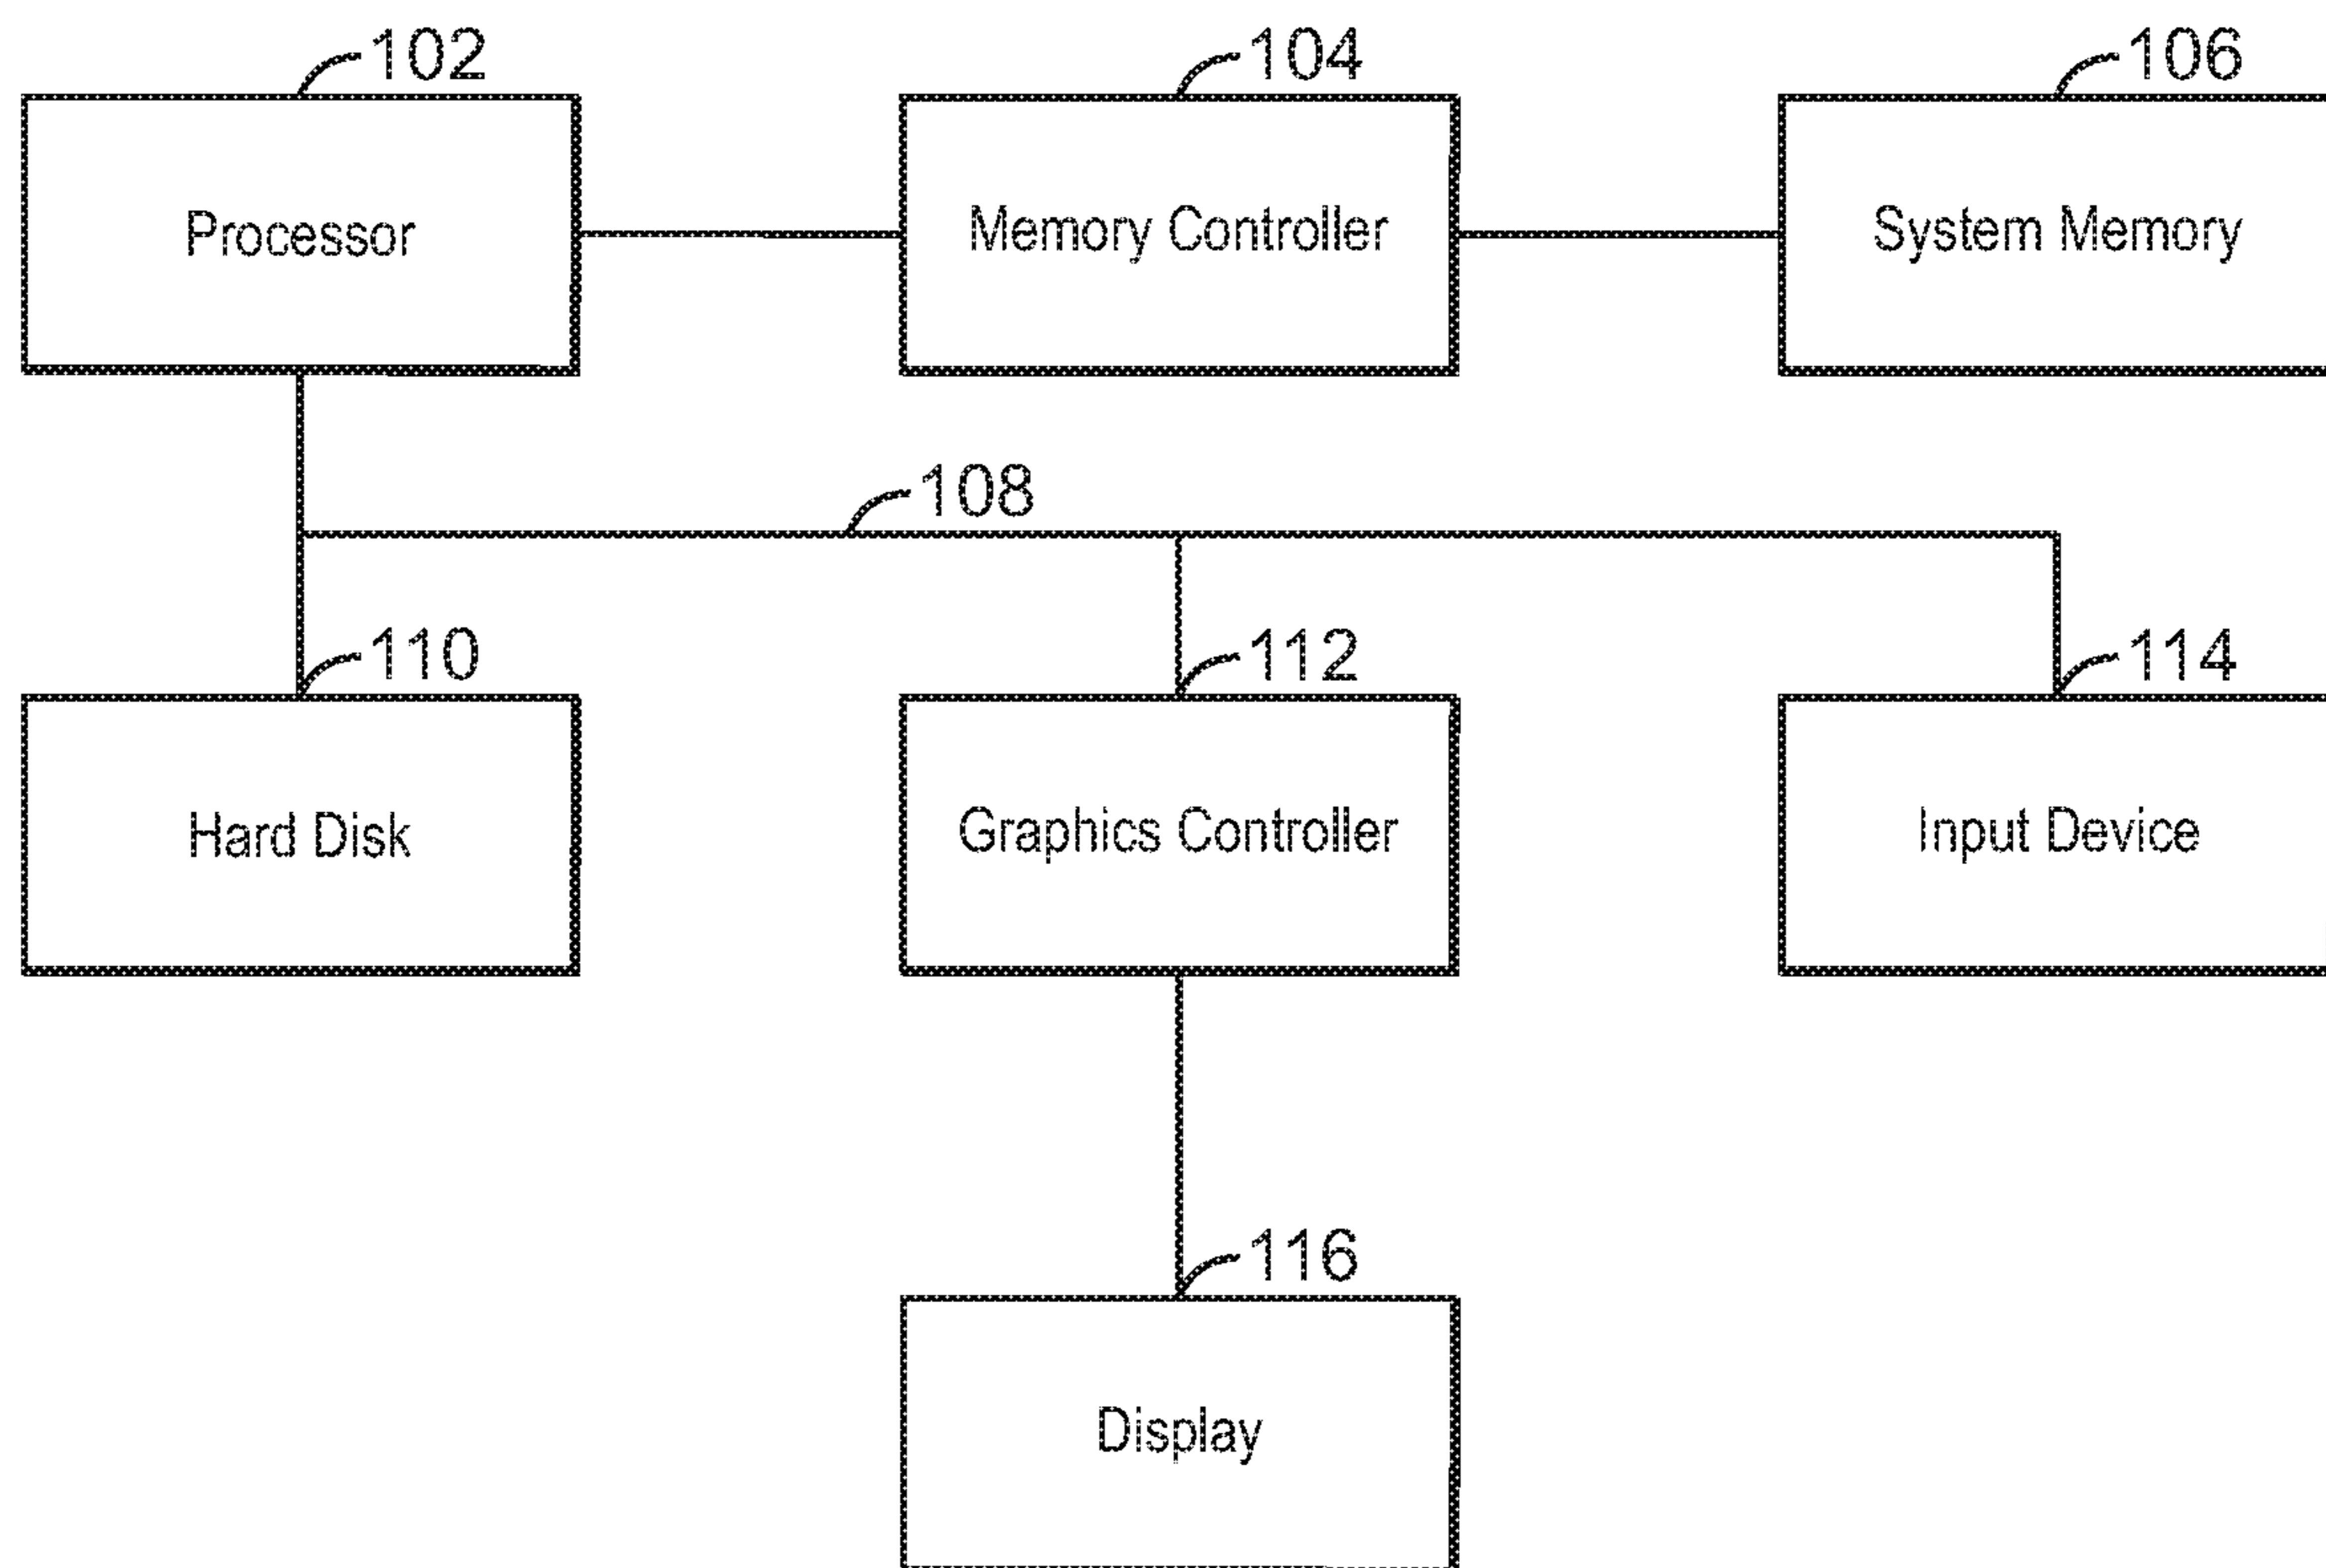 102
104
106
Processor
Memory Controller
System Memory
108
110
112
114
Hard Disk
Graphics Controller
Input Device
116
Display